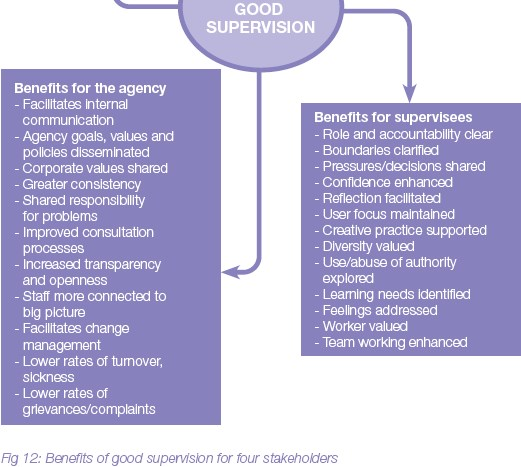 GOOD
SUPERVISION
Benefits for the agency
- Facilitates internal
communication
- Agency goals, values and
policies disseminated
- Corporate values shared
- Greater consistency
- Shared responsibility
for problems
- Improved consultation
processes
- Increased transparency
and openness
- Staff more connected to
big picture
- Facilitates change
management
- Lower rates of turnover,
sickness
- Lower rates of
grievances/complaints
Benefits for supervisees
- Role and accountability clear
- Boundaries clarified
- Pressures/decisions shared
- Confidence enhanced
- Reflection facilitated
- User focus maintained
- Creative practice supported
- Diversity valued
- Use/abuse of authority
explored
- Learning needs identified
- Feelings addressed
- Worker valued
- Team working enhanced
Fig 12: Benefits of good supervision for four stakeholders